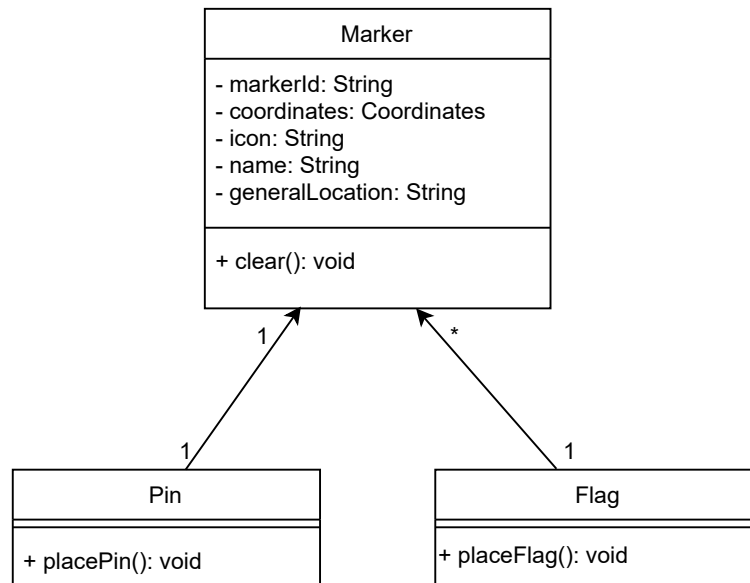 Marker
- markerId: String
- coordinates: Coordinates
- icon: String
- name: String
- generalLocation: String
+ clear(): void
1
*
1
1
Pin
Flag
+ placePin(): void
+ placeFlag(): void